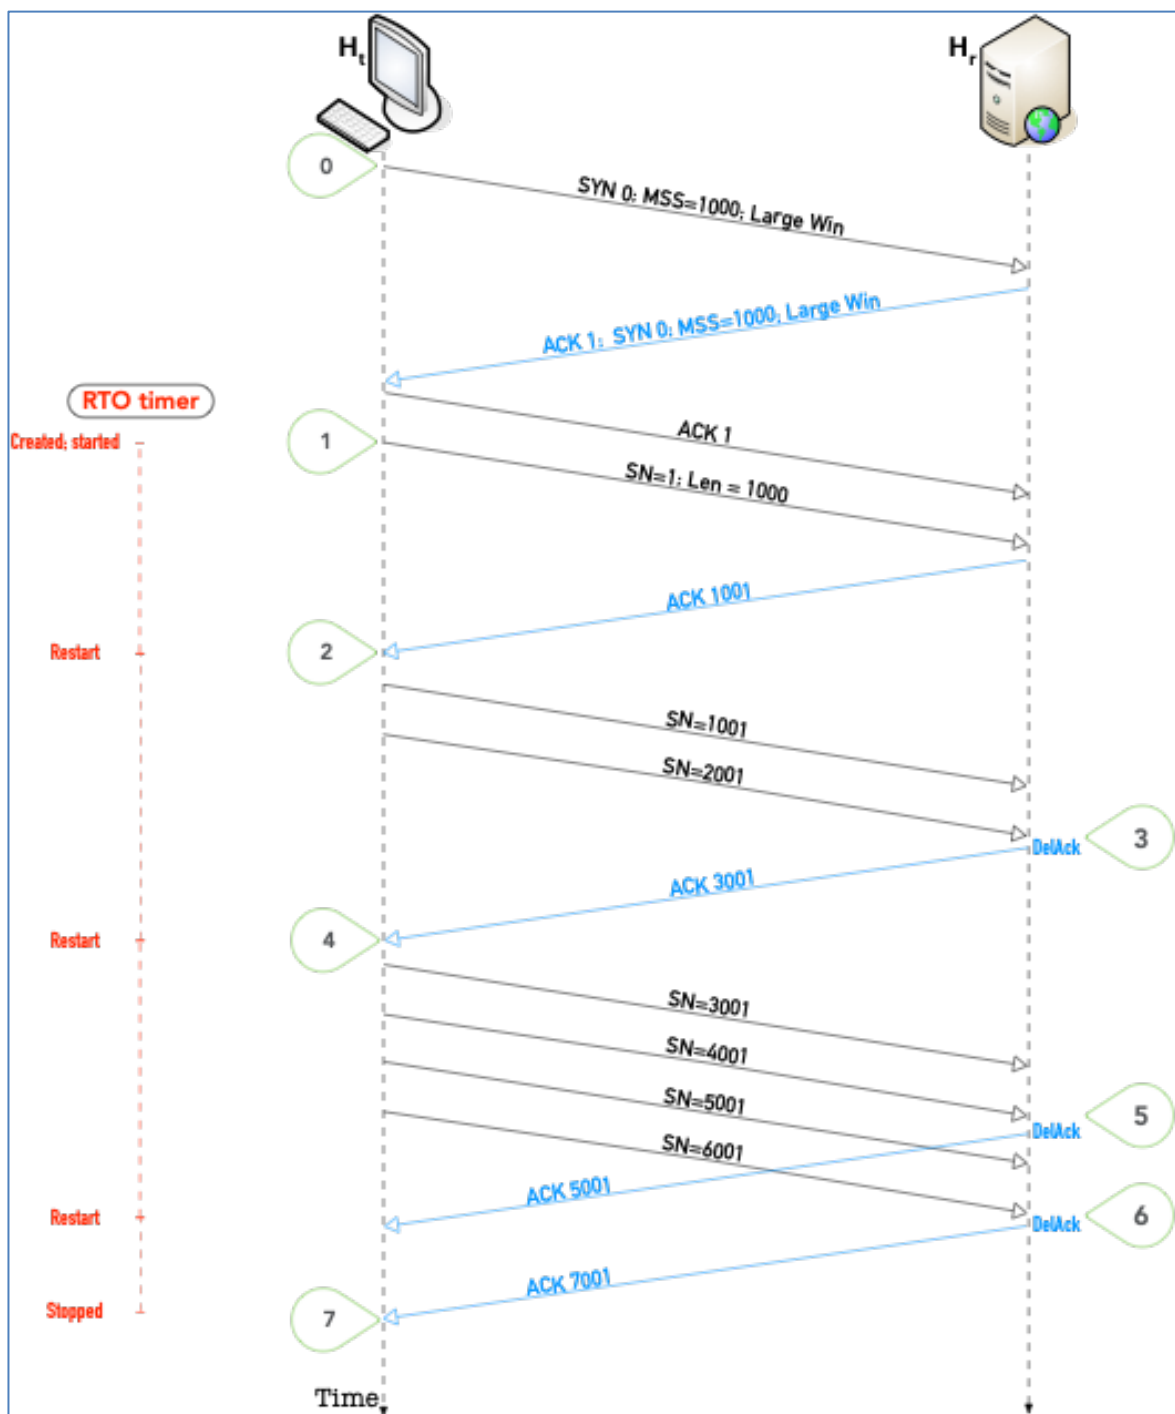 Ht
Hr
0
SYN 0; MSS=1000; Large Win
ACK 1; SYN 0; MSS=1000; Large Win
RTO timer
Created; started
1
ACK 1
SN=1; Len = 1000
ACK 1001
Restart
2
SN=1001
SN=2001
DelAck
3
ACK 3001
Restart
4
SN=3001
SN=4001
SN=5001
DelAck
5
SN=6001
ACK 5001
Restart
DelAck
6
ACK 7001
Stopped
7
Time